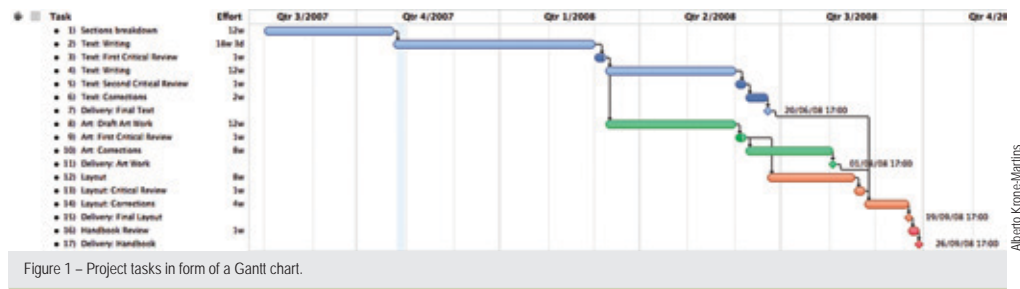 Task Effort Qtr 3/2007 Qtr 4/2007 Qtr 1/2008 Qtr 2/2008 Qtr 3/2008 Qtr 4/20
1) Sections breakdown 12w
2) Text: Writing 18w 3d
3) Text: First Critical Review 1w
4) Text: Writing 12w
5) Text: Second Critical Review 1w
6) Text: Corrections 2w
7) Delivery: Final Text 20/06/08 17:00
8) Art: Draft Art Work 12w
9) Art: First Critical Review 1w
10) Art: Corrections 8w
11) Delivery: Art Work 17:00
12) Layout 8w
13) Layout: Critical Review 1w
14) Layout: Corrections 4w
15) Delivery: Final Layout 19/09/08 17:00
16) Handbook Review 1w
17) Delivery: Handbook 26/09/08 17:00
Alberto Krone-Martins
Figure 1 – Project tasks in form of a Gantt chart.